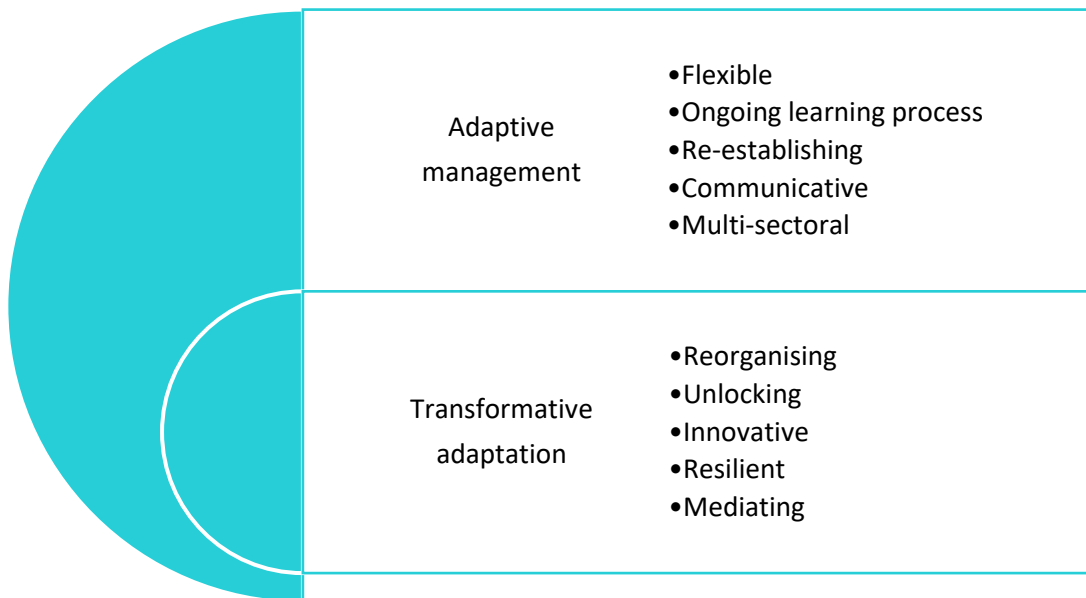 Adaptive
management
•Flexible
•Ongoing learning process
•Re-establishing
•Communicative
•Multi-sectoral
Transformative
adaptation
•Reorganising
•Unlocking
•Innovative
•Resilient
•Mediating